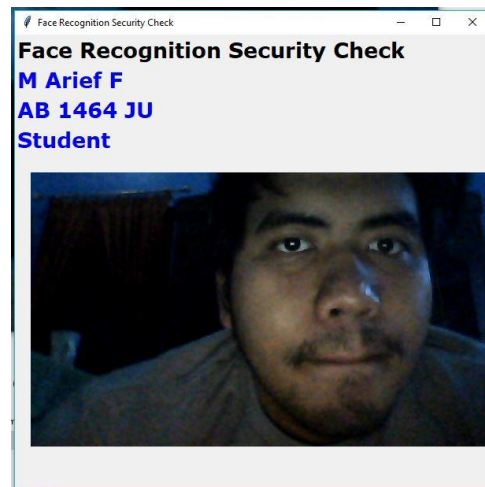 Face Recognition Security Check
Face Recognition Security Check
M Arief F
AB 1464 JU
Student